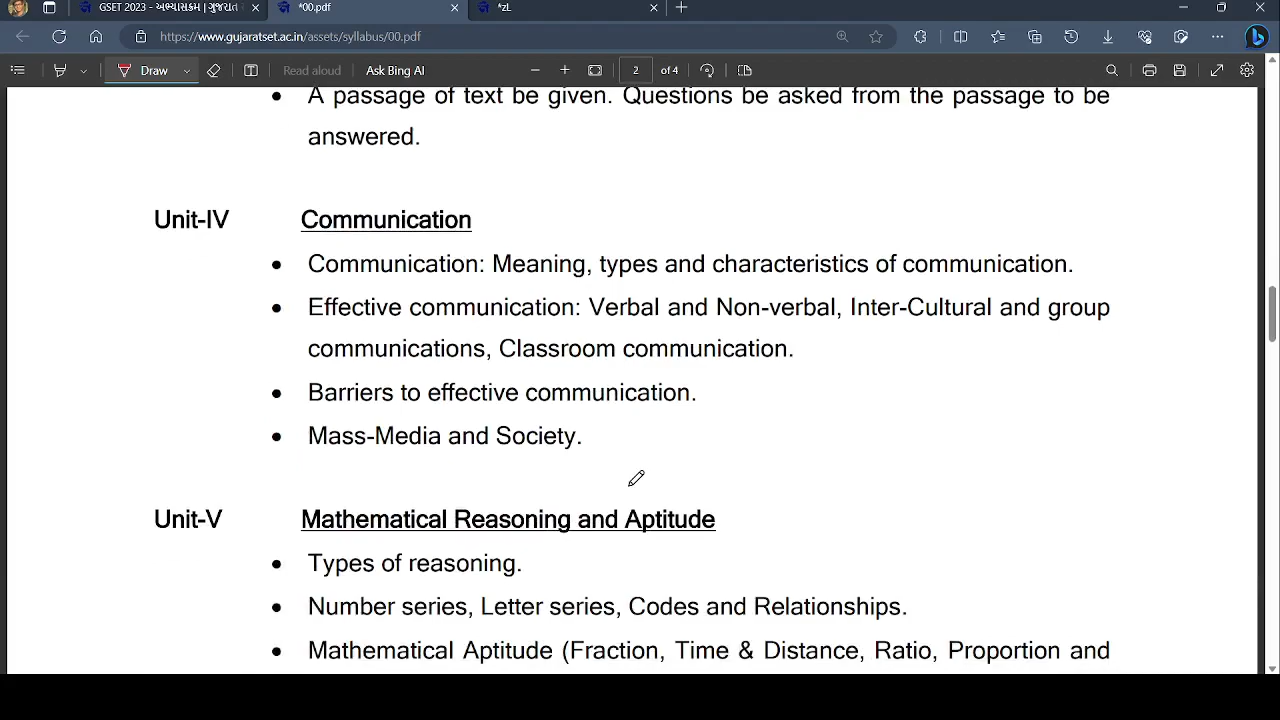 GSET 2023 - અભ્યાસક્રમ | ગુજરાત
*00.pdf
*zL
https://www.gujaratset.ac.in/assets/syllabus/00.pdf
Draw
Read aloud
Ask Bing AI
2 of 4
• A passage of text be given. Questions be asked from the passage to be
answered.
Unit-IV Communication
• Communication: Meaning, types and characteristics of communication.
• Effective communication: Verbal and Non-verbal, Inter-Cultural and group
communications, Classroom communication.
• Barriers to effective communication.
• Mass-Media and Society.
Unit-V Mathematical Reasoning and Aptitude
• Types of reasoning.
• Number series, Letter series, Codes and Relationships.
• Mathematical Aptitude (Fraction, Time & Distance, Ratio, Proportion and